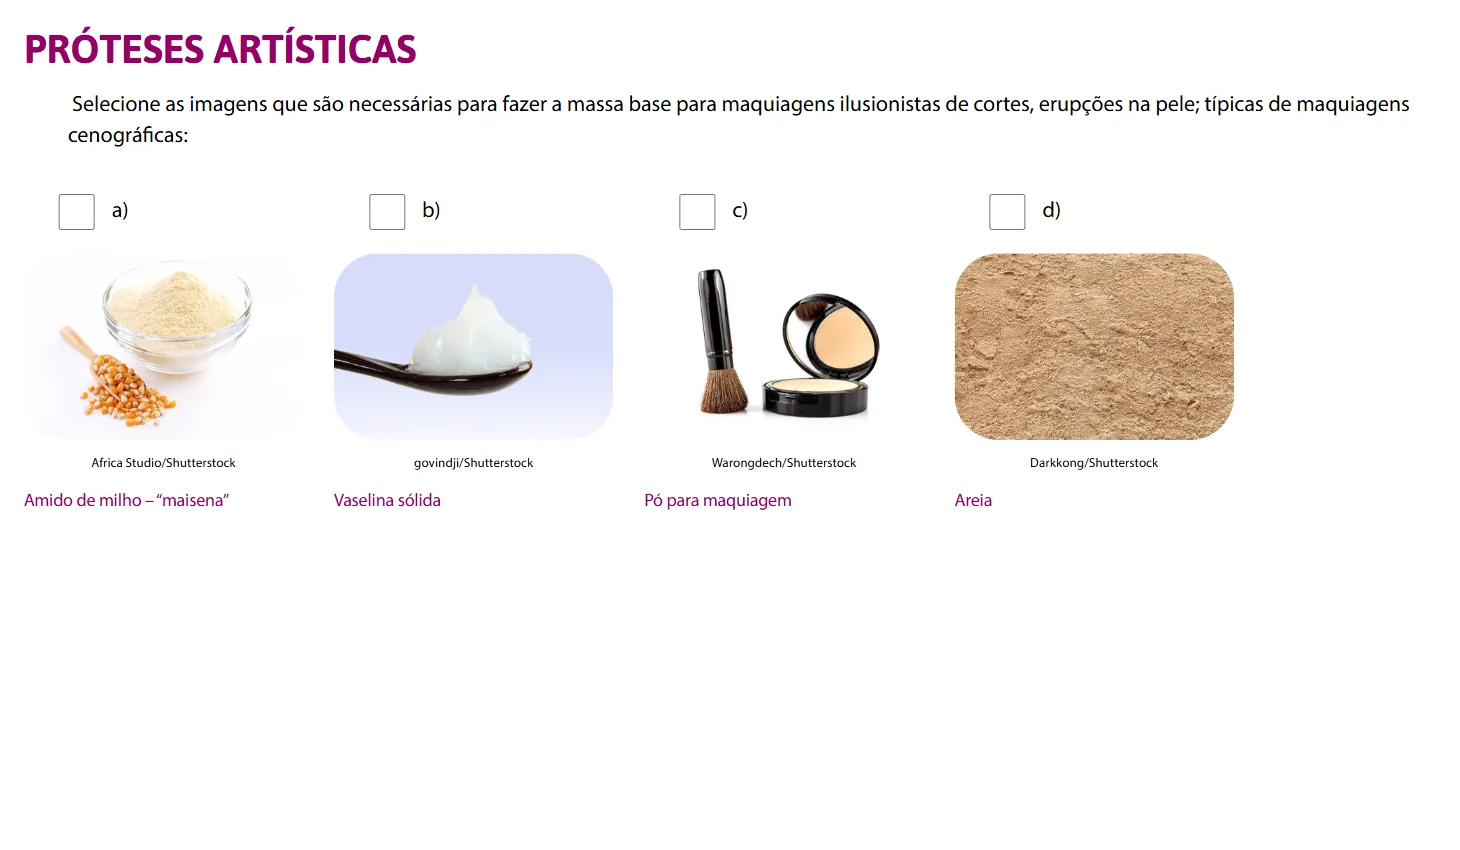 PRÓTESES ARTÍSTICAS
Selecione as imagens que são necessárias para fazer a massa base para maquiagens ilusionistas de cortes, erupções na pele; típicas de maquiagens
cenográficas:
a)
b)
c)
d)
Africa Studio/Shutterstock
govindji/Shutterstock
Warongdech/Shutterstock
Darkkong/Shutterstock
Amido de milho – “maisena”
Vaselina sólida
Pó para maquiagem
Areia